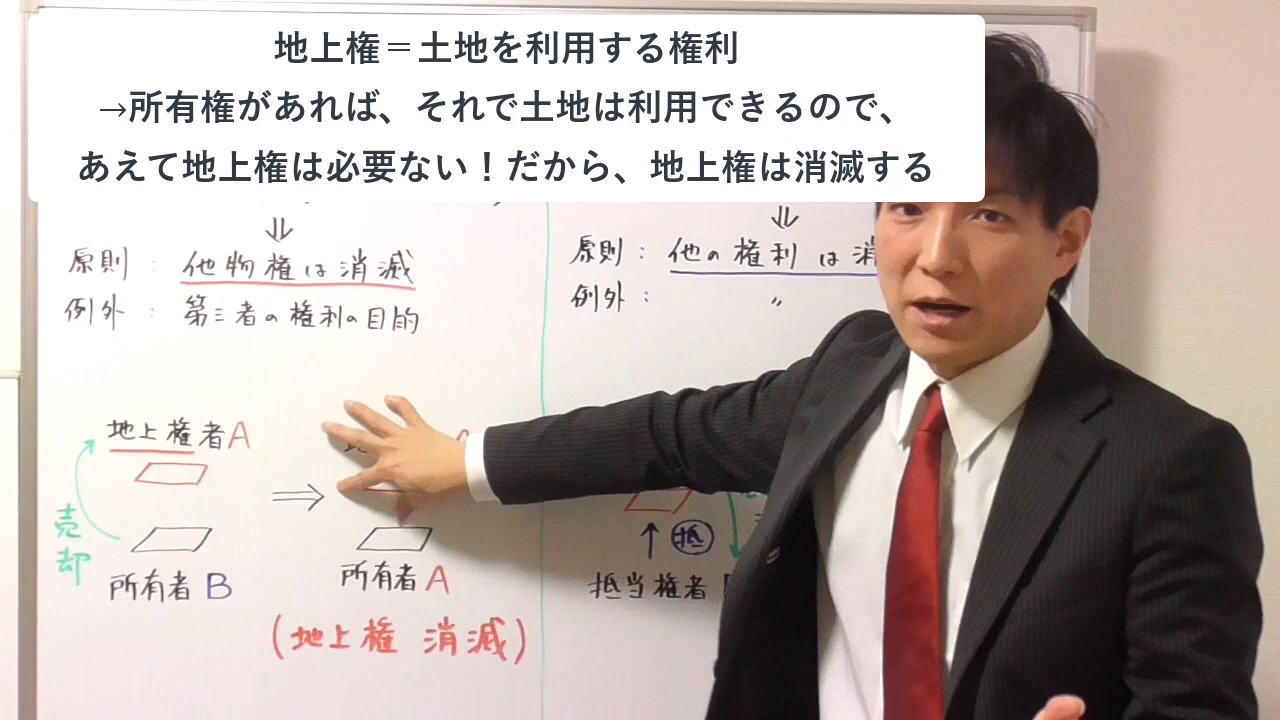 地上権＝土地を利用する権利
→所有権があれば、それで土地は利用できるので、
あえて地上権は必要ない！だから、地上権は消滅する
⇓
原則：他物権は消滅
例外：第三者の権利の目的
地上権者A
売却
所有者B
⇒
所有者A
(地上権 消滅)
⇓
原則：他の権利は消
例外：〃
↑ 抵
抵当権者